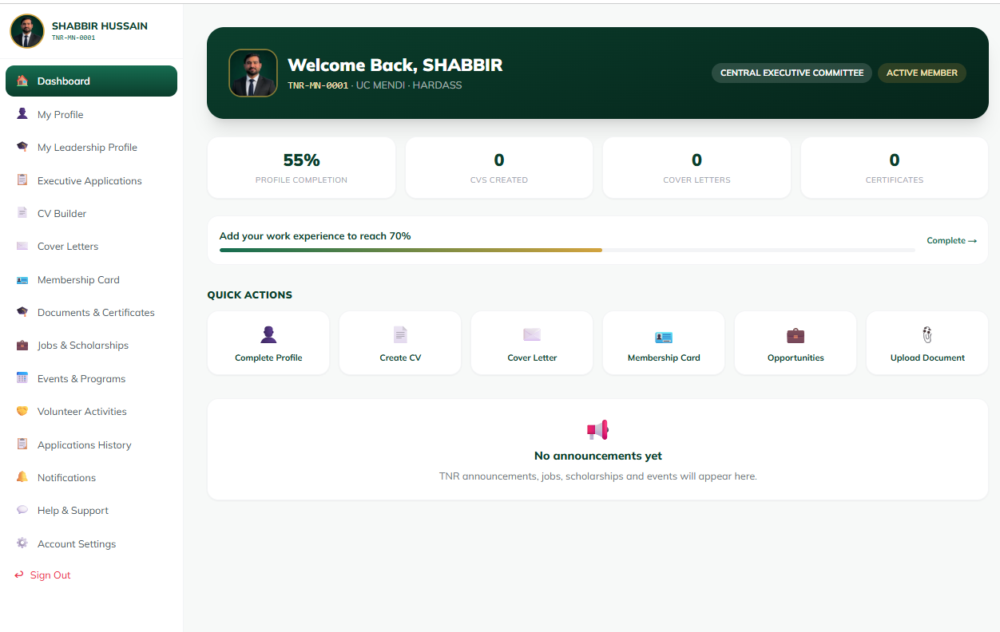 SHABBIR HUSSAIN
TNR-MN-0001
Dashboard
My Profile
My Leadership Profile
Executive Applications
CV Builder
Cover Letters
Membership Card
Documents & Certificates
Jobs & Scholarships
Events & Programs
Volunteer Activities
Applications History
Notifications
Help & Support
Account Settings
Sign Out
Welcome Back, SHABBIR
TNR-MN-0001 · UC MENDI · HARDASS
CENTRAL EXECUTIVE COMMITTEE
ACTIVE MEMBER
55%
PROFILE COMPLETION
0
CVS CREATED
0
COVER LETTERS
0
CERTIFICATES
Add your work experience to reach 70%
Complete →
QUICK ACTIONS
Complete Profile
Create CV
Cover Letter
Membership Card
Opportunities
Upload Document
No announcements yet
TNR announcements, jobs, scholarships and events will appear here.